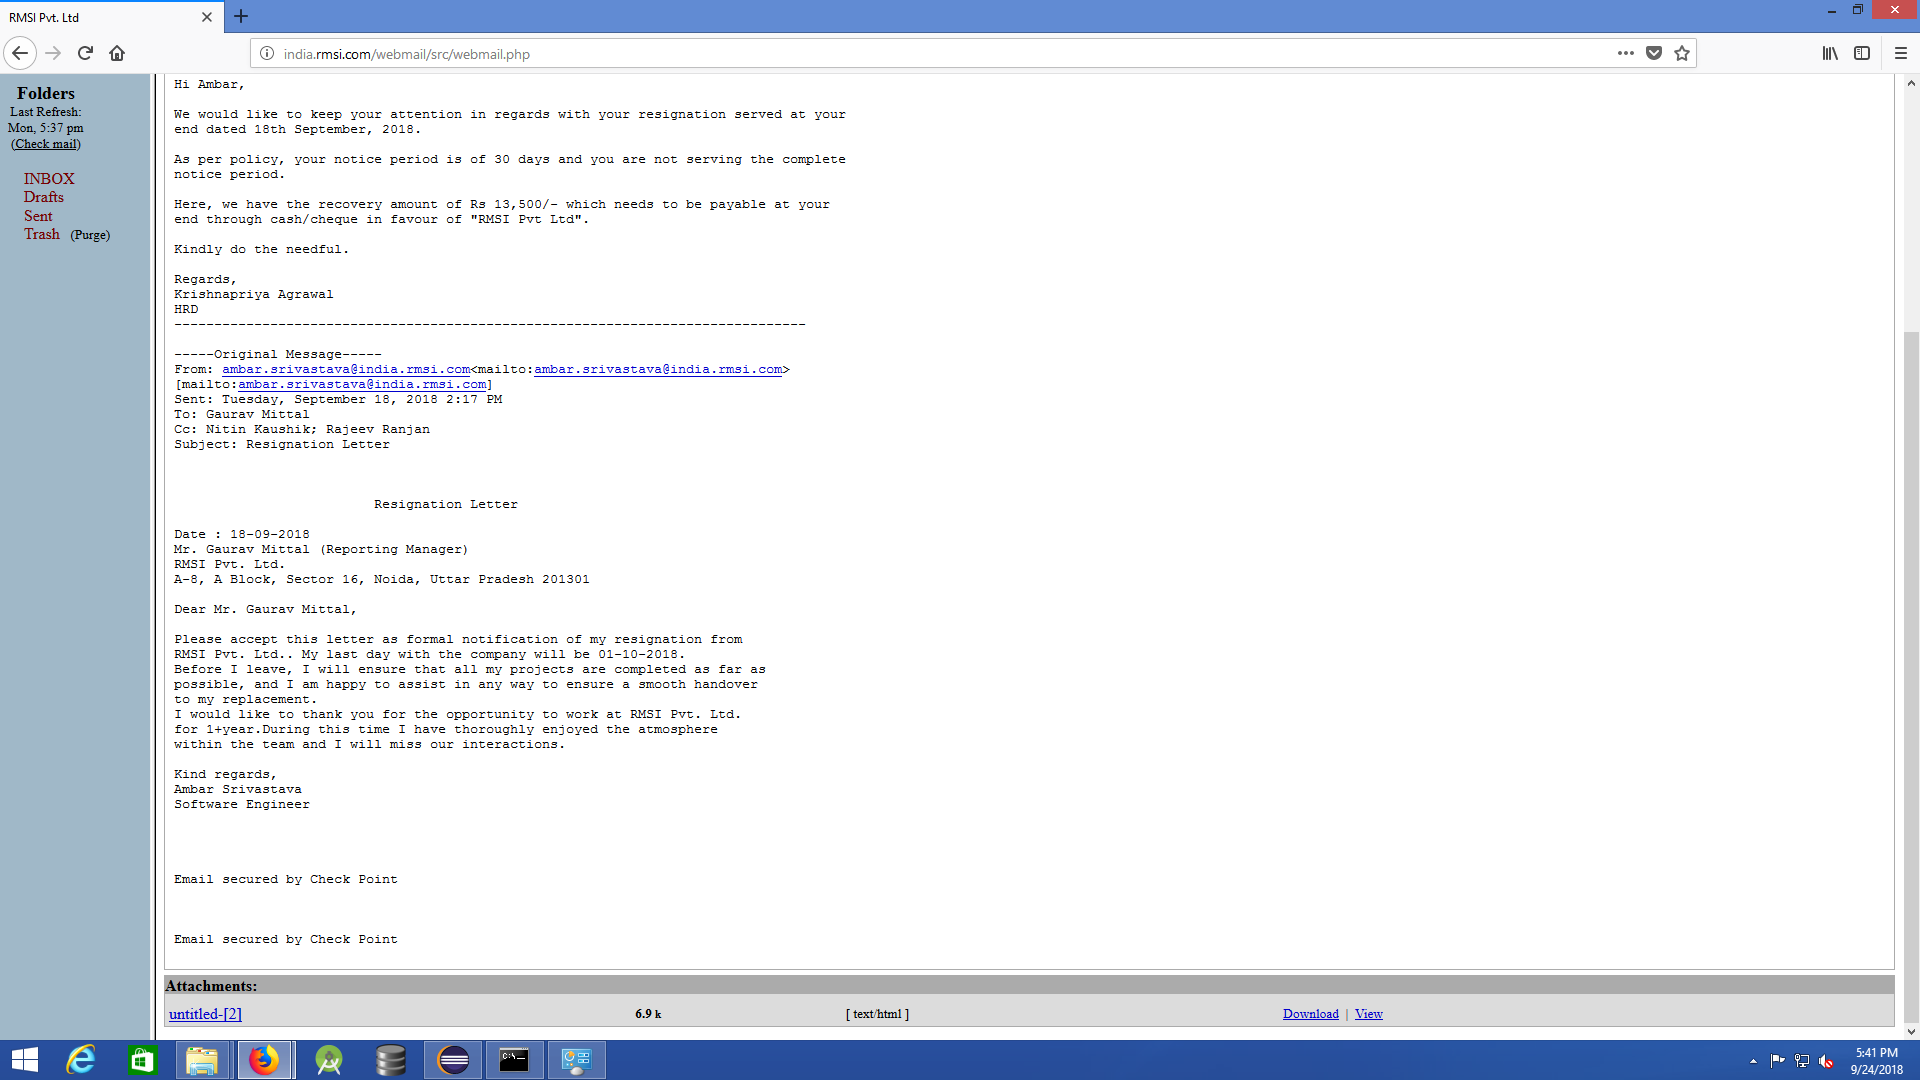 RMSI Pvt. Ltd
india.rmsi.com/webmail/src/webmail.php
Folders
Last Refresh:
Mon, 5:37 pm
(Check mail)
INBOX
Drafts
Sent
Trash (Purge)
Hi Ambar,
We would like to keep your attention in regards with your resignation served at your
end dated 18th September, 2018.
As per policy, your notice period is of 30 days and you are not serving the complete
notice period.
Here, we have the recovery amount of Rs 13,500/- which needs to be payable at your
end through cash/cheque in favour of "RMSI Pvt Ltd".
Kindly do the needful.
Regards,
Krishnapriya Agrawal
HRD
-------------------------------------------------------------------------------
-----Original Message-----
From: ambar.srivastava@india.rmsi.com<mailto:ambar.srivastava@india.rmsi.com>
[mailto:ambar.srivastava@india.rmsi.com]
Sent: Tuesday, September 18, 2018 2:17 PM
To: Gaurav Mittal
Cc: Nitin Kaushik; Rajeev Ranjan
Subject: Resignation Letter
Resignation Letter
Date : 18-09-2018
Mr. Gaurav Mittal (Reporting Manager)
RMSI Pvt. Ltd.
A-8, A Block, Sector 16, Noida, Uttar Pradesh 201301
Dear Mr. Gaurav Mittal,
Please accept this letter as formal notification of my resignation from
RMSI Pvt. Ltd.. My last day with the company will be 01-10-2018.
Before I leave, I will ensure that all my projects are completed as far as
possible, and I am happy to assist in any way to ensure a smooth handover
to my replacement.
I would like to thank you for the opportunity to work at RMSI Pvt. Ltd.
for 1+year.During this time I have thoroughly enjoyed the atmosphere
within the team and I will miss our interactions.
Kind regards,
Ambar Srivastava
Software Engineer
Email secured by Check Point
Email secured by Check Point
Attachments:
untitled-[2] 6.9 k [ text/html ] Download | View
C:\_
5:41 PM
9/24/2018